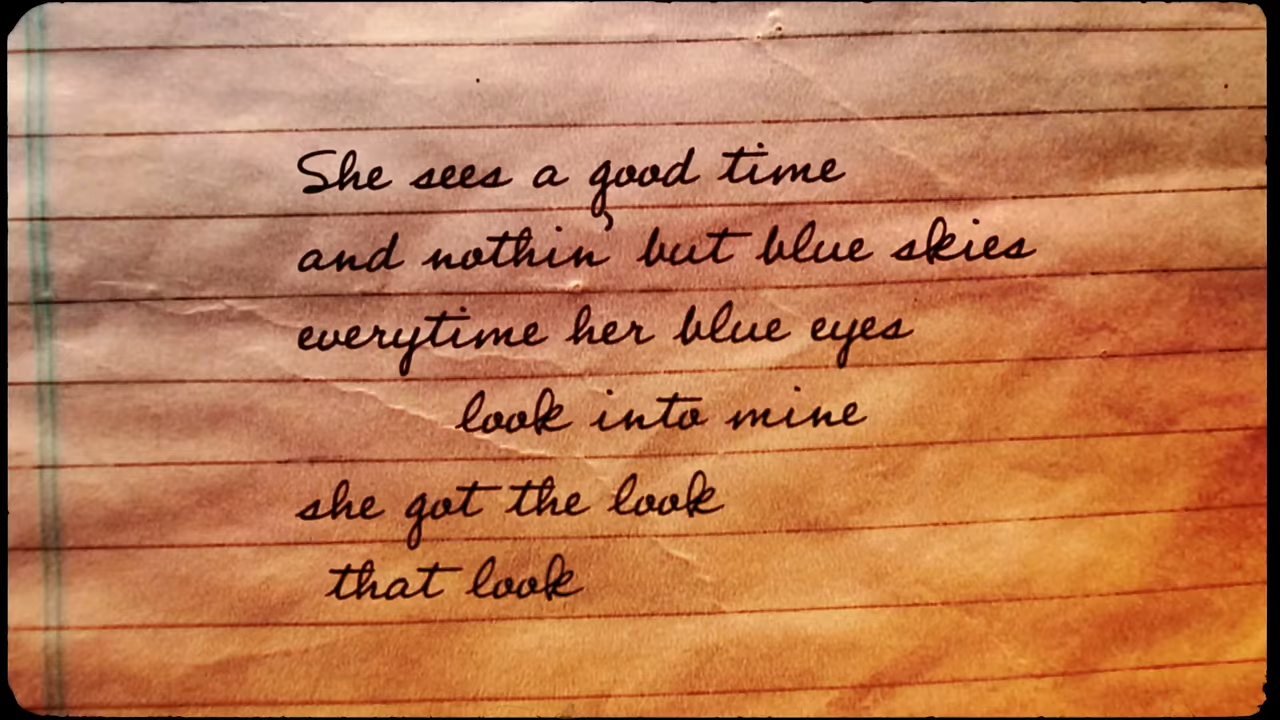 She sees a good time
and nothin' but blue skies
everytime her blue eyes
look into mine
she got the look
that look